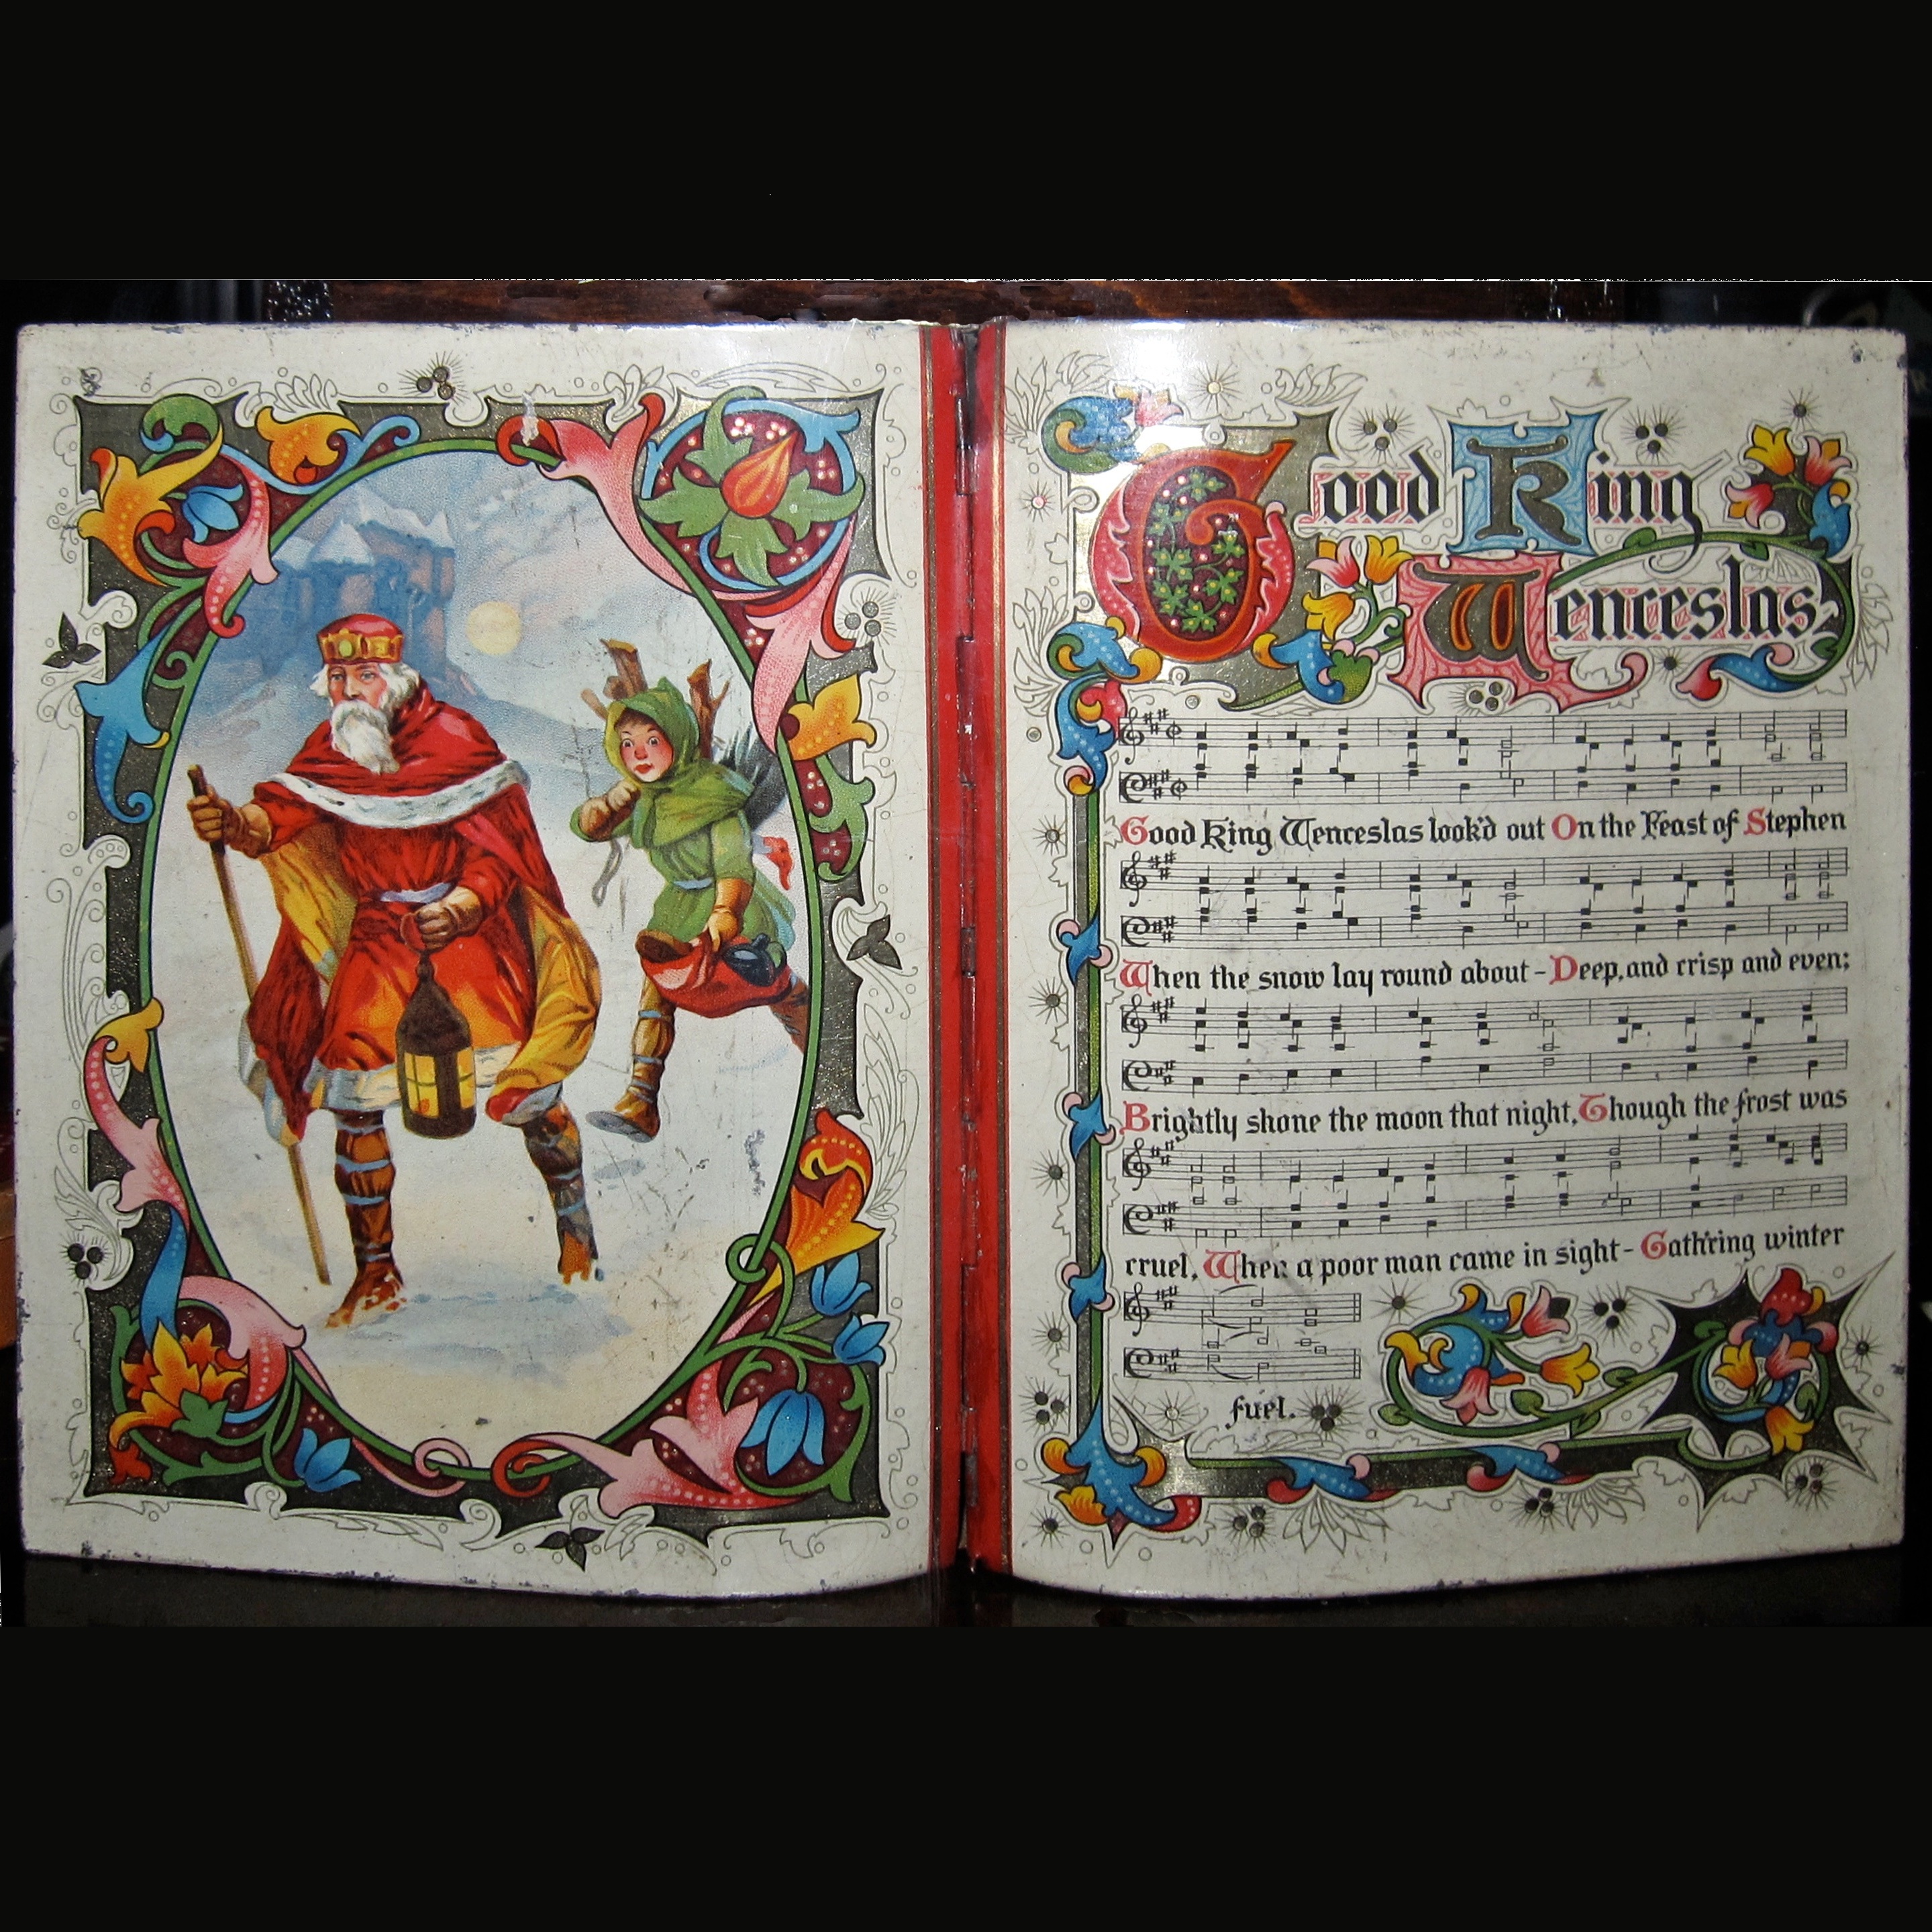 Good King
Wenceslas.
Good King Wenceslas look'd out On the Feast of Stephen
When the snow lay round about - Deep, and crisp and even;
Brightly shone the moon that night, Though the frost was
cruel, When a poor man came in sight - Gath'ring winter
fuel.